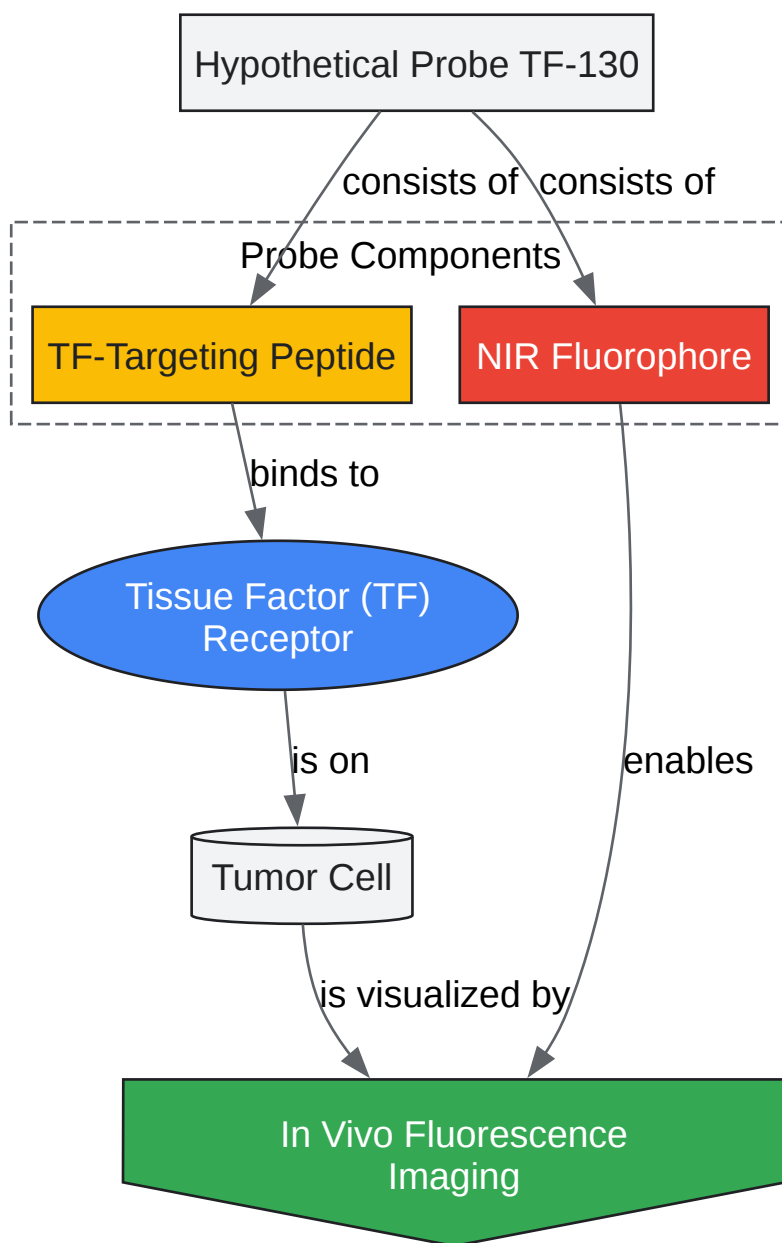 Hypothetical Probe TF-130
consists of
consists of
Probe Components
TF-Targeting Peptide
NIR Fluorophore
binds to
Tissue Factor (TF)
Receptor
is on
enables
Tumor Cell
is visualized by
In Vivo Fluorescence
Imaging